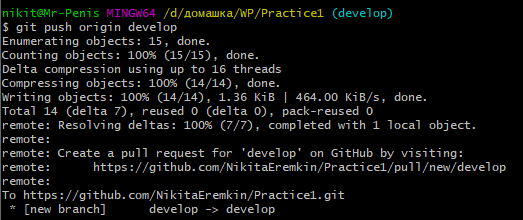 nikit@Mr-Penis MINGW64 /d/домашка/WP/Practice1 (develop)
$ git push origin develop
Enumerating objects: 15, done.
Counting objects: 100% (15/15), done.
Delta compression using up to 16 threads
Compressing objects: 100% (14/14), done.
Writing objects: 100% (14/14), 1.36 KiB | 464.00 KiB/s, done.
Total 14 (delta 7), reused 0 (delta 0), pack-reused 0
remote: Resolving deltas: 100% (7/7), completed with 1 local object.
remote:
remote: Create a pull request for 'develop' on GitHub by visiting:
remote:      https://github.com/NikitaEremkin/Practice1/pull/new/develop
remote:
To https://github.com/NikitaEremkin/Practice1.git
 * [new branch]      develop -> develop